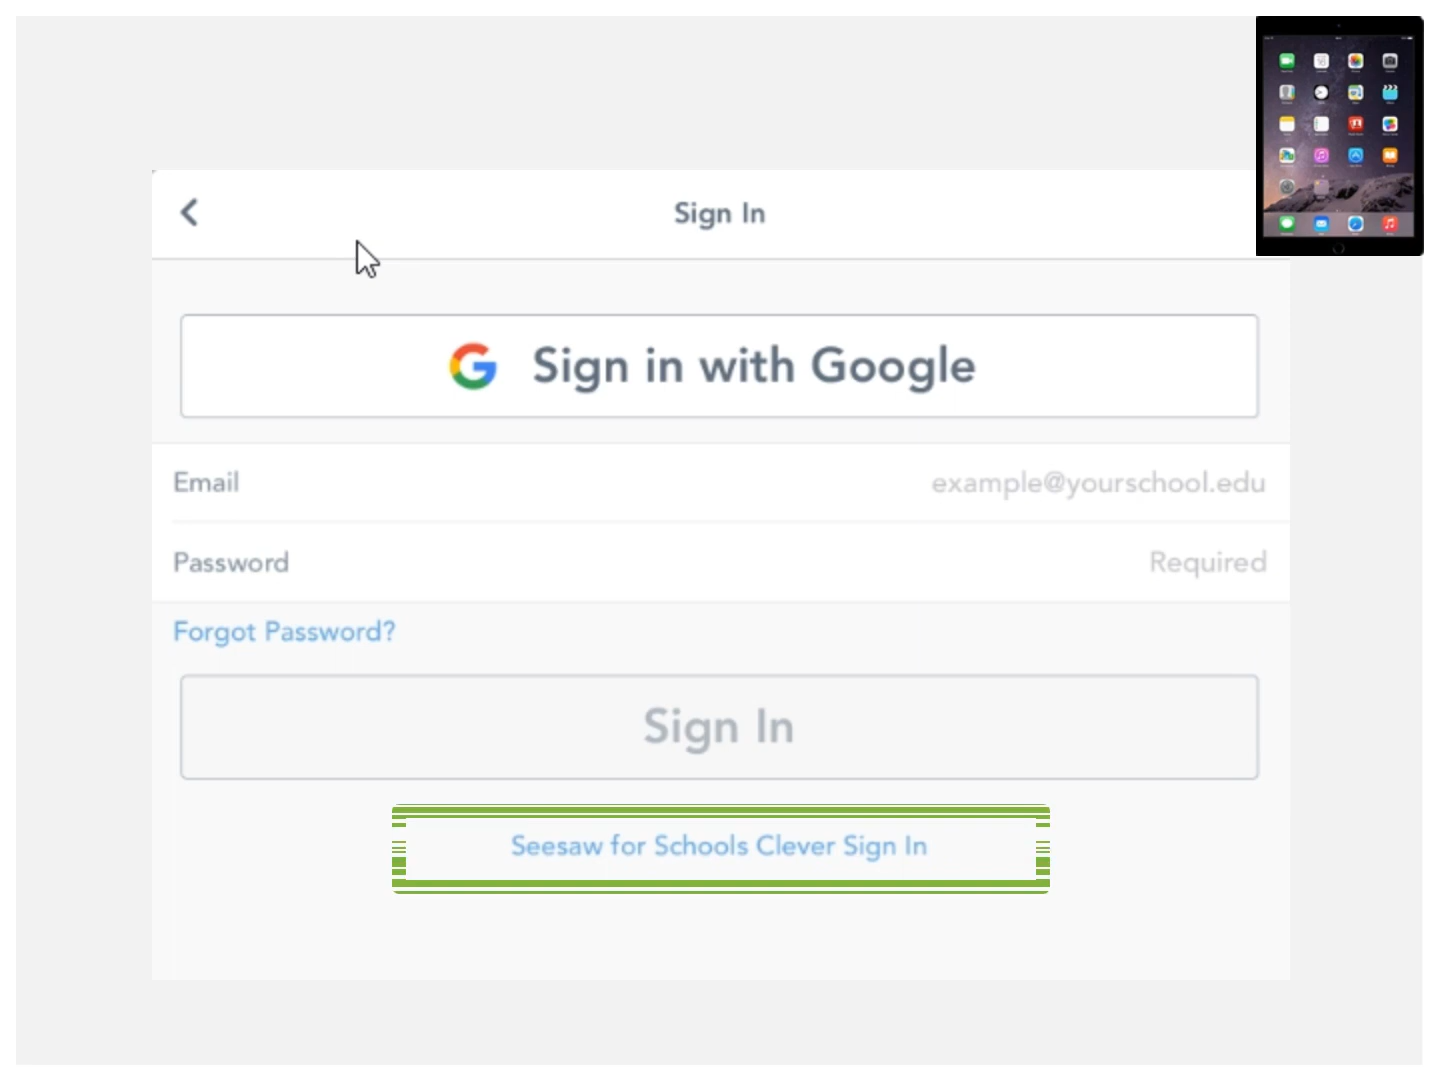 Sign In
Sign in with Google
Email
example@yourschool.edu
Password
Required
Forgot Password?
Sign In
Seesaw for Schools Clever Sign In